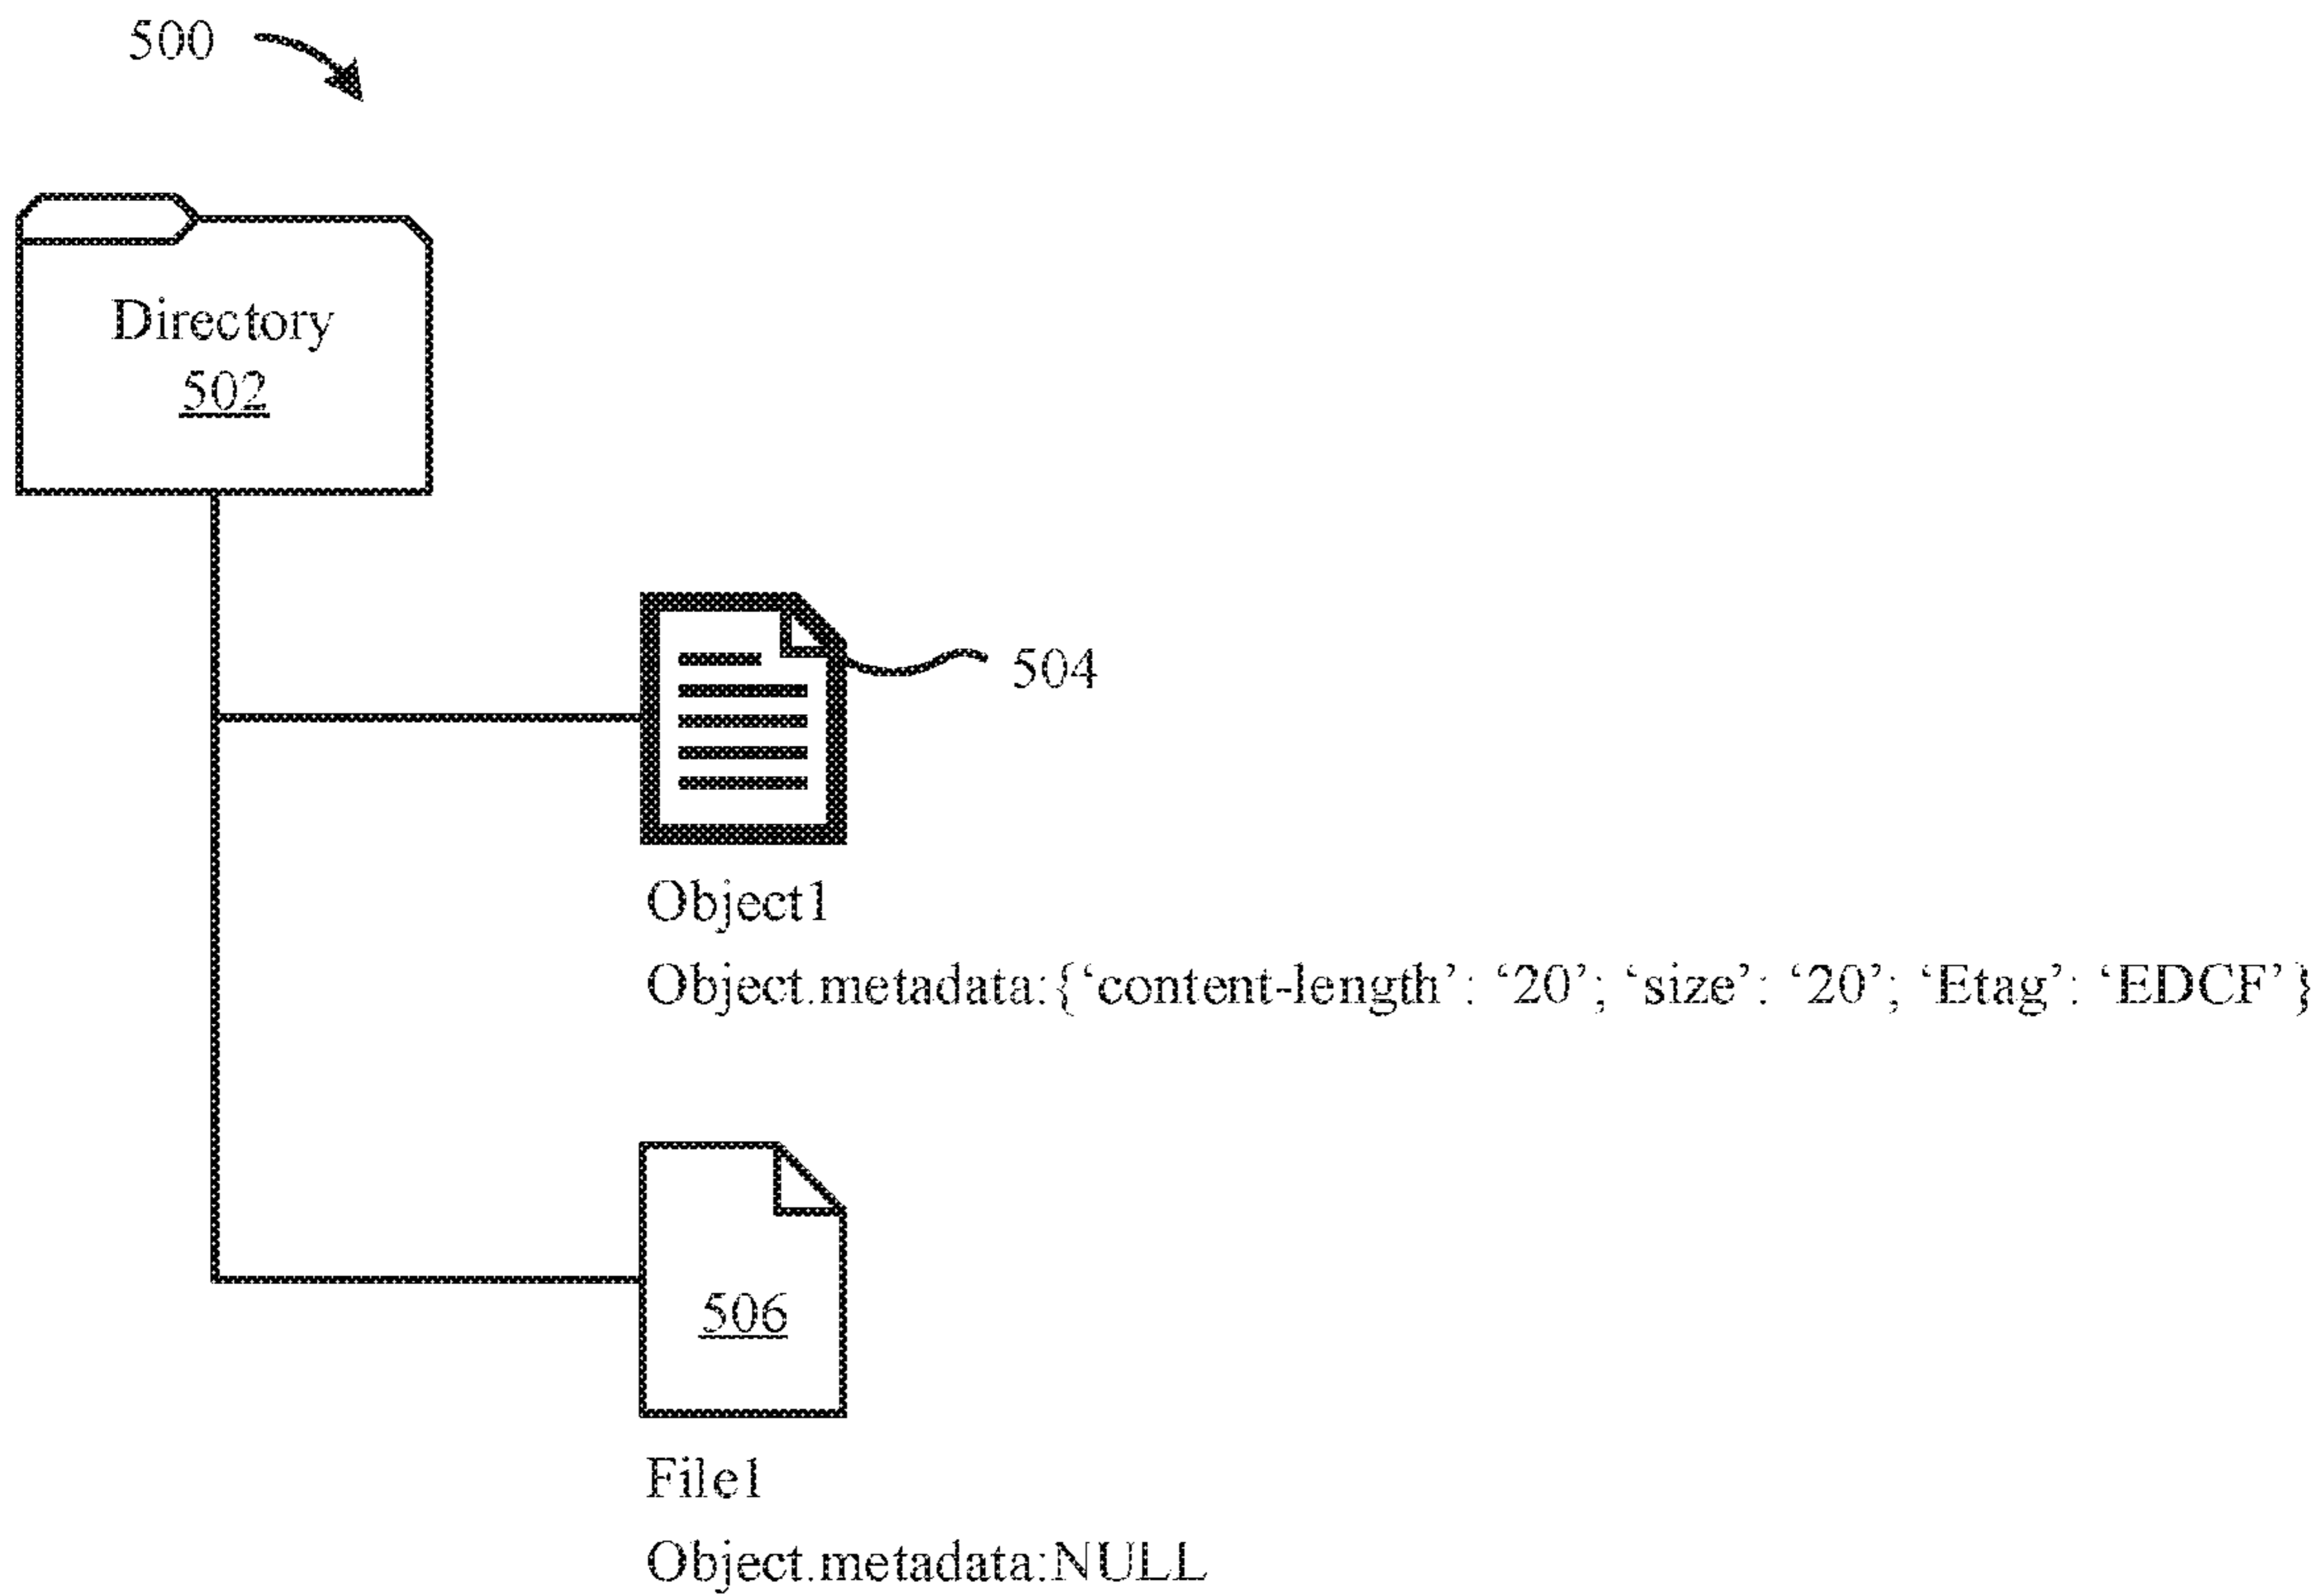 500
Directory
502
504
Object1
Object.metadata:{‘content-length’: ‘20’; ‘size’: ‘20’; ‘Etag’: ‘EDCF’}
506
File1
Object.metadata:NULL